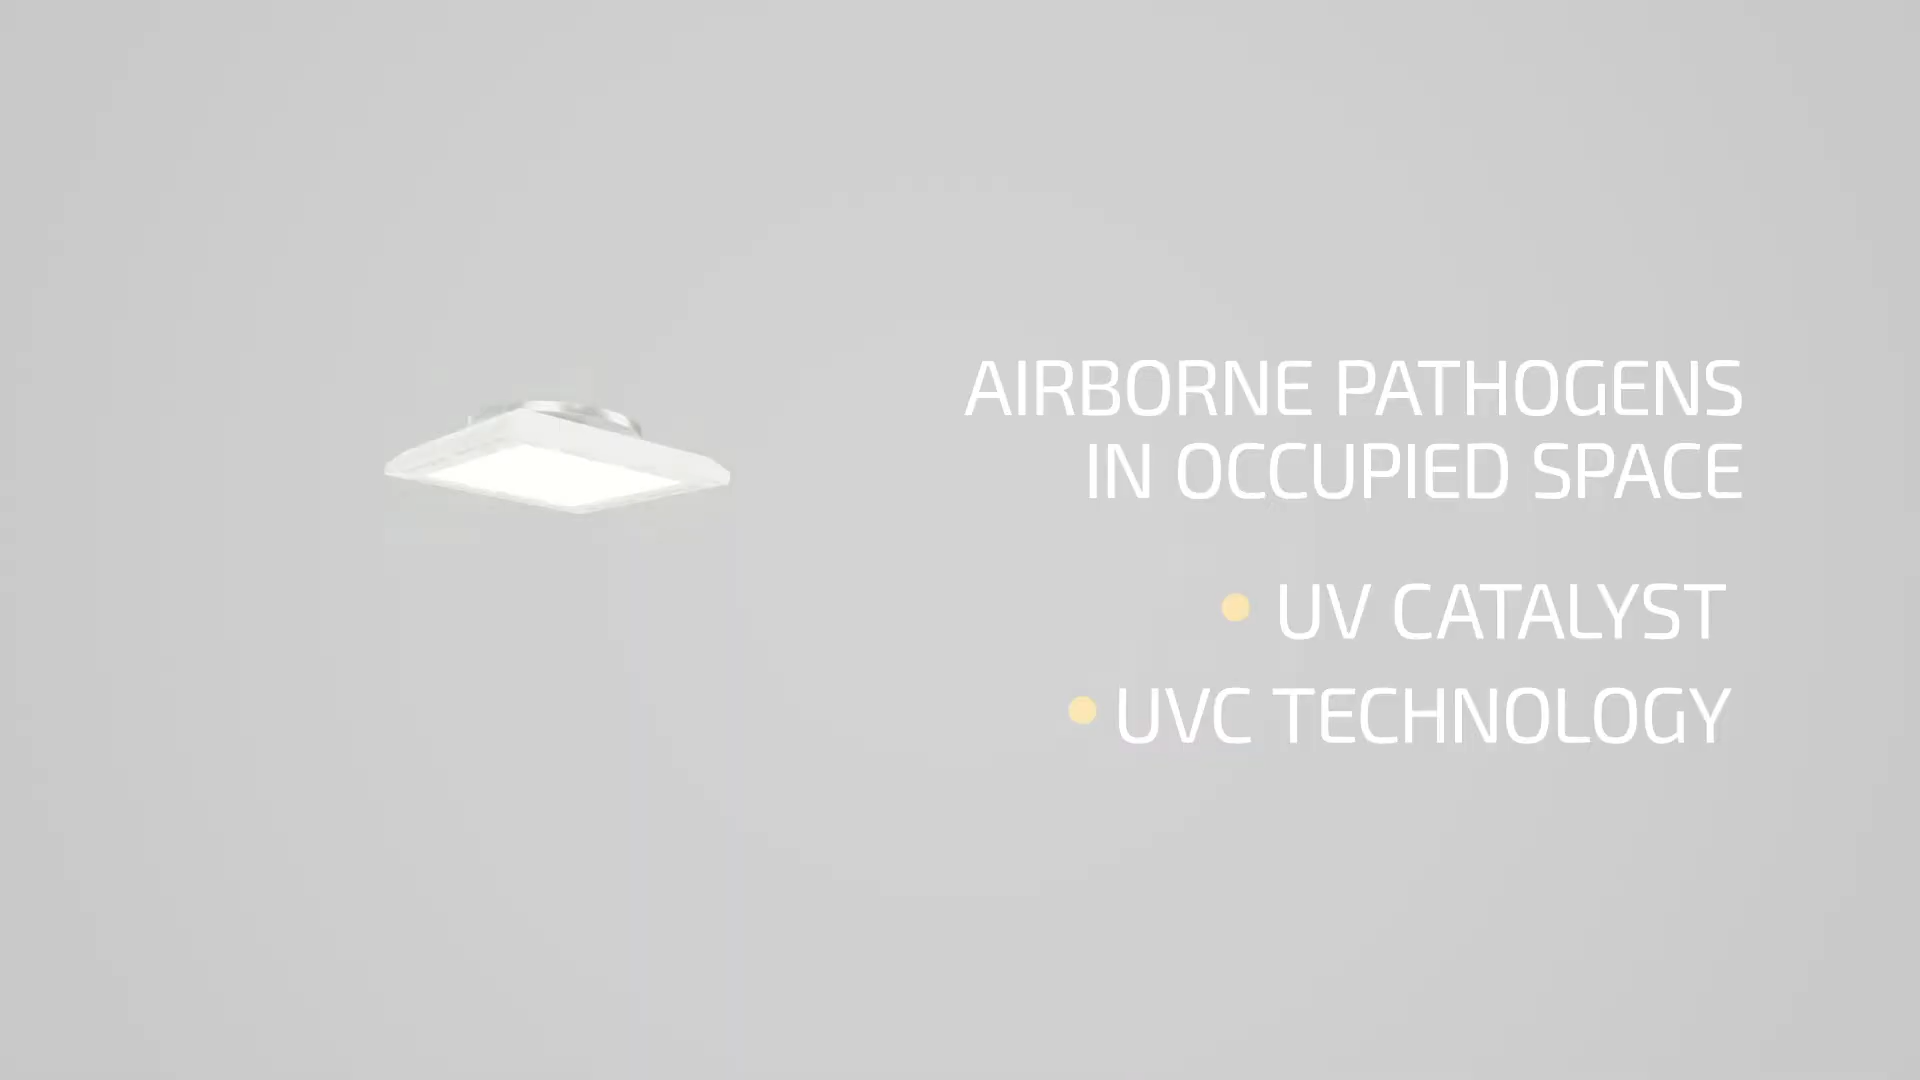 AIRBORNE PATHOGENS
IN OCCUPIED SPACE
UV CATALYST
UVC TECHNOLOGY